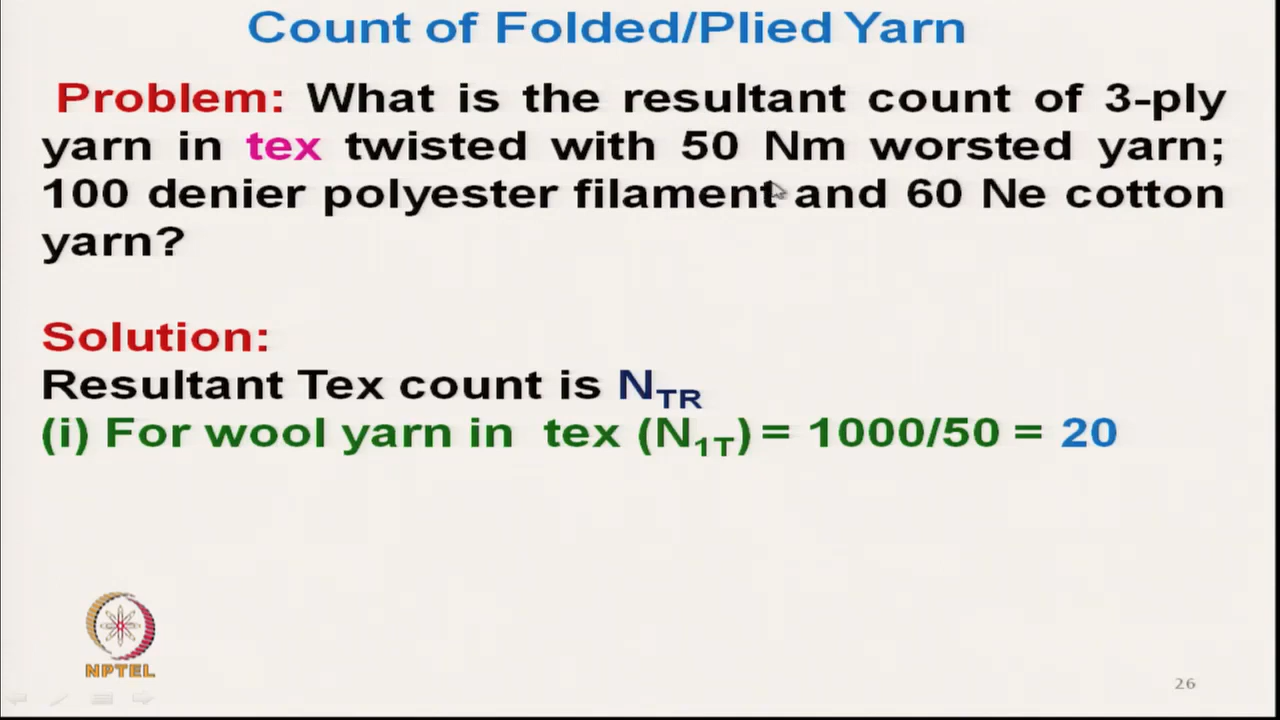 Count of Folded/Plied Yarn
Problem: What is the resultant count of 3-ply
yarn in tex twisted with 50 Nm worsted yarn;
100 denier polyester filament and 60 Ne cotton
yarn?
Solution:
Resultant Tex count is N_TR
(i) For wool yarn in tex (N_1T) = 1000/50 = 20
NPTEL
26